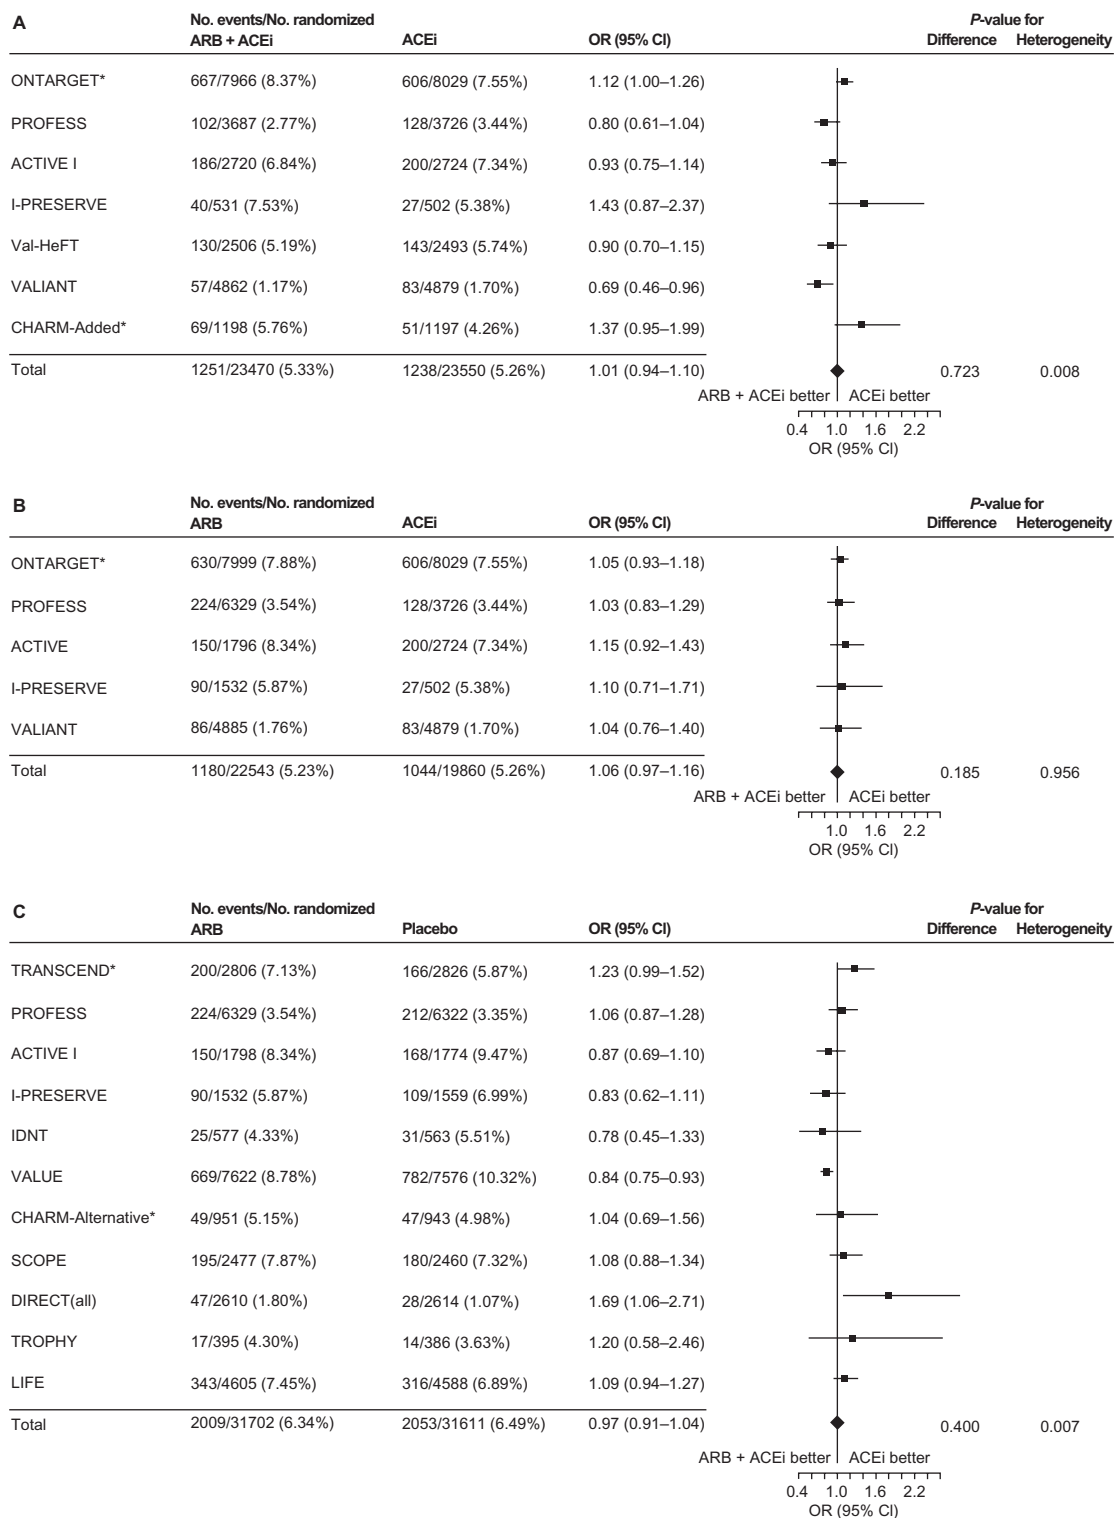 A No. events/No. randomized P-value for
ARB + ACEi ACEi OR (95% CI) Difference Heterogeneity
ONTARGET* 667/7966 (8.37%) 606/8029 (7.55%) 1.12 (1.00–1.26)
PROFESS 102/3687 (2.77%) 128/3726 (3.44%) 0.80 (0.61–1.04)
ACTIVE I 186/2720 (6.84%) 200/2724 (7.34%) 0.93 (0.75–1.14)
I-PRESERVE 40/531 (7.53%) 27/502 (5.38%) 1.43 (0.87–2.37)
Val-HeFT 130/2506 (5.19%) 143/2493 (5.74%) 0.90 (0.70–1.15)
VALIANT 57/4862 (1.17%) 83/4879 (1.70%) 0.69 (0.46–0.96)
CHARM-Added* 69/1198 (5.76%) 51/1197 (4.26%) 1.37 (0.95–1.99)
Total 1251/23470 (5.33%) 1238/23550 (5.26%) 1.01 (0.94–1.10) 0.723 0.008
ARB + ACEi better ACEi better
0.4 1.0 1.6 2.2
OR (95% CI)
B No. events/No. randomized P-value for
ARB ACEi OR (95% CI) Difference Heterogeneity
ONTARGET* 630/7999 (7.88%) 606/8029 (7.55%) 1.05 (0.93–1.18)
PROFESS 224/6329 (3.54%) 128/3726 (3.44%) 1.03 (0.83–1.29)
ACTIVE 150/1796 (8.34%) 200/2724 (7.34%) 1.15 (0.92–1.43)
I-PRESERVE 90/1532 (5.87%) 27/502 (5.38%) 1.10 (0.71–1.71)
VALIANT 86/4885 (1.76%) 83/4879 (1.70%) 1.04 (0.76–1.40)
Total 1180/22543 (5.23%) 1044/19860 (5.26%) 1.06 (0.97–1.16) 0.185 0.956
ARB + ACEi better ACEi better
1.0 1.6 2.2
OR (95% CI)
C No. events/No. randomized P-value for
ARB Placebo OR (95% CI) Difference Heterogeneity
TRANSCEND* 200/2806 (7.13%) 166/2826 (5.87%) 1.23 (0.99–1.52)
PROFESS 224/6329 (3.54%) 212/6322 (3.35%) 1.06 (0.87–1.28)
ACTIVE I 150/1798 (8.34%) 168/1774 (9.47%) 0.87 (0.69–1.10)
I-PRESERVE 90/1532 (5.87%) 109/1559 (6.99%) 0.83 (0.62–1.11)
IDNT 25/577 (4.33%) 31/563 (5.51%) 0.78 (0.45–1.33)
VALUE 669/7622 (8.78%) 782/7576 (10.32%) 0.84 (0.75–0.93)
CHARM-Alternative* 49/951 (5.15%) 47/943 (4.98%) 1.04 (0.69–1.56)
SCOPE 195/2477 (7.87%) 180/2460 (7.32%) 1.08 (0.88–1.34)
DIRECT(all) 47/2610 (1.80%) 28/2614 (1.07%) 1.69 (1.06–2.71)
TROPHY 17/395 (4.30%) 14/386 (3.63%) 1.20 (0.58–2.46)
LIFE 343/4605 (7.45%) 316/4588 (6.89%) 1.09 (0.94–1.27)
Total 2009/31702 (6.34%) 2053/31611 (6.49%) 0.97 (0.91–1.04) 0.400 0.007
ARB + ACEi better ACEi better
0.4 1.0 1.6 2.2
OR (95% CI)